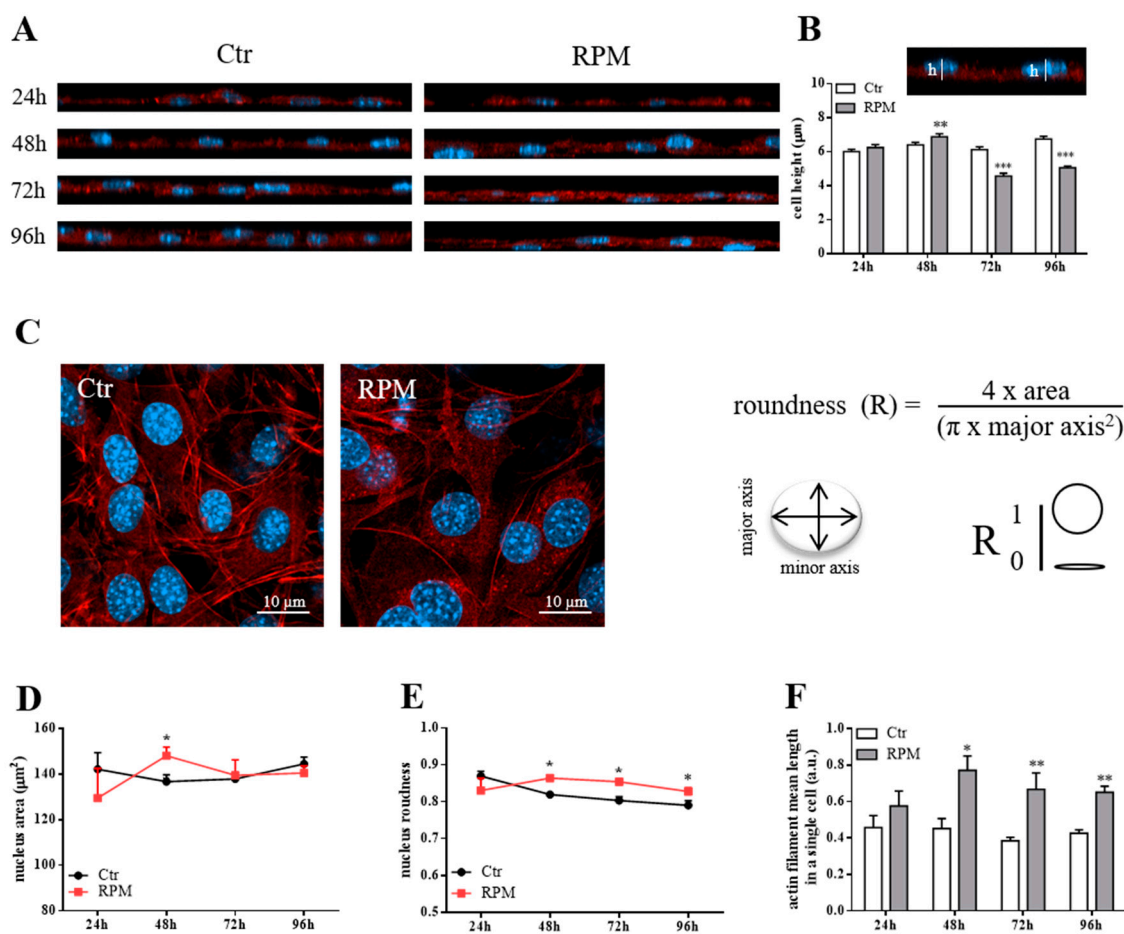 A
Ctr
RPM
24h
48h
72h
96h
B
h
h
Ctr
RPM
cell height (µm)
10
8
6
4
2
0
**
***
***
24h
48h
72h
96h
C
Ctr
10 µm
RPM
10 µm
roundness (R) = 4 x area
(π x major axis²)
major axis
minor axis
R
1
0
D
nucleus area (µm²)
160
140
120
100
80
*
Ctr
RPM
24h
48h
72h
96h
E
nucleus roudness
1.0
0.9
0.8
0.7
0.6
0.5
*
*
*
Ctr
RPM
24h
48h
72h
96h
F
actin filament mean length
in a single cell (a.u.)
1.0
0.8
0.6
0.4
0.2
0.0
Ctr
RPM
*
**
**
24h
48h
72h
96h